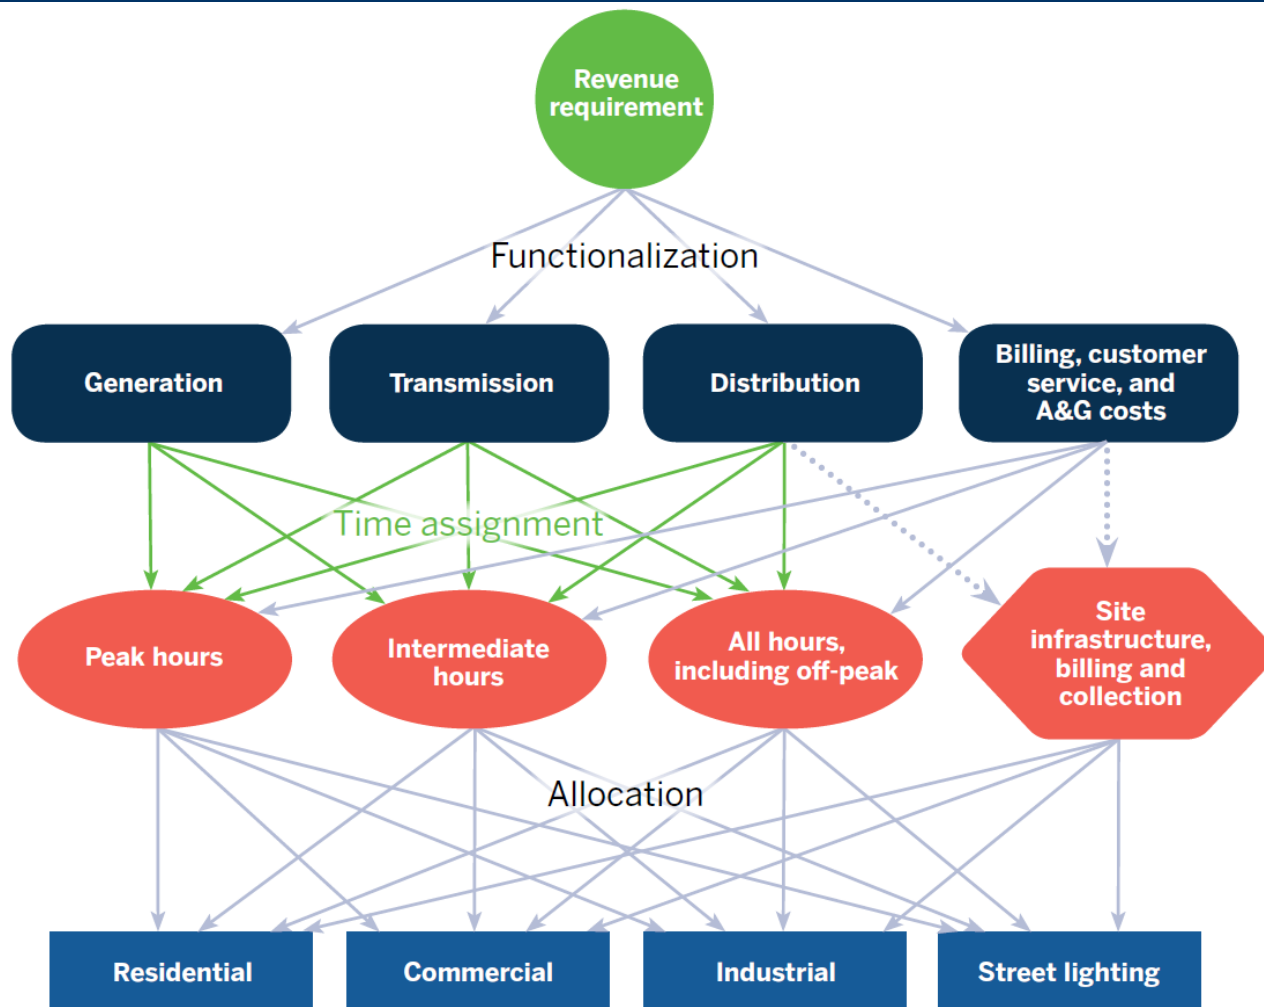 Revenue
requirement
Functionalization
Generation
Transmission
Distribution
Billing, customer
service, and
A&G costs
Time assignment
Peak hours
Intermediate
hours
All hours,
including off-peak
Site
infrastructure,
billing and
collection
Allocation
Residential
Commercial
Industrial
Street lighting